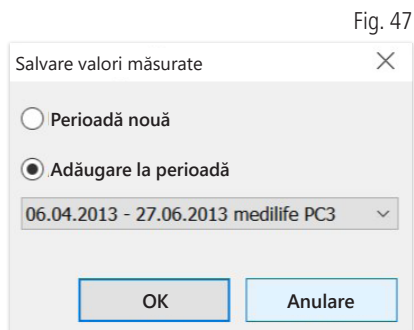 Fig. 47
Salvare valori măsurate
Perioadă nouă
Adăugare la perioadă
06.04.2013 - 27.06.2013 medilife PC3
OK
Anulare